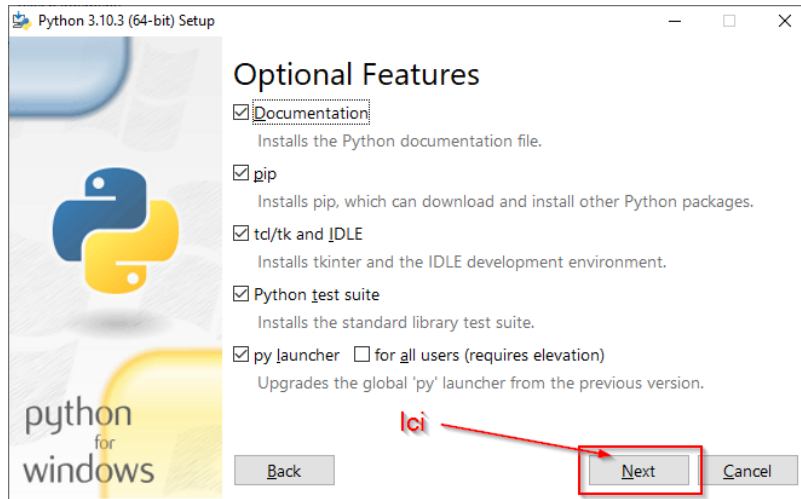 Python 3.10.3 (64-bit) Setup
Optional Features
Documentation
Installs the Python documentation file.
pip
Installs pip, which can download and install other Python packages.
tcl/tk and IDLE
Installs tkinter and the IDLE development environment.
Python test suite
Installs the standard library test suite.
py launcher for all users (requires elevation)
Upgrades the global 'py' launcher from the previous version.
Ici
python
for
windows
Back Next Cancel